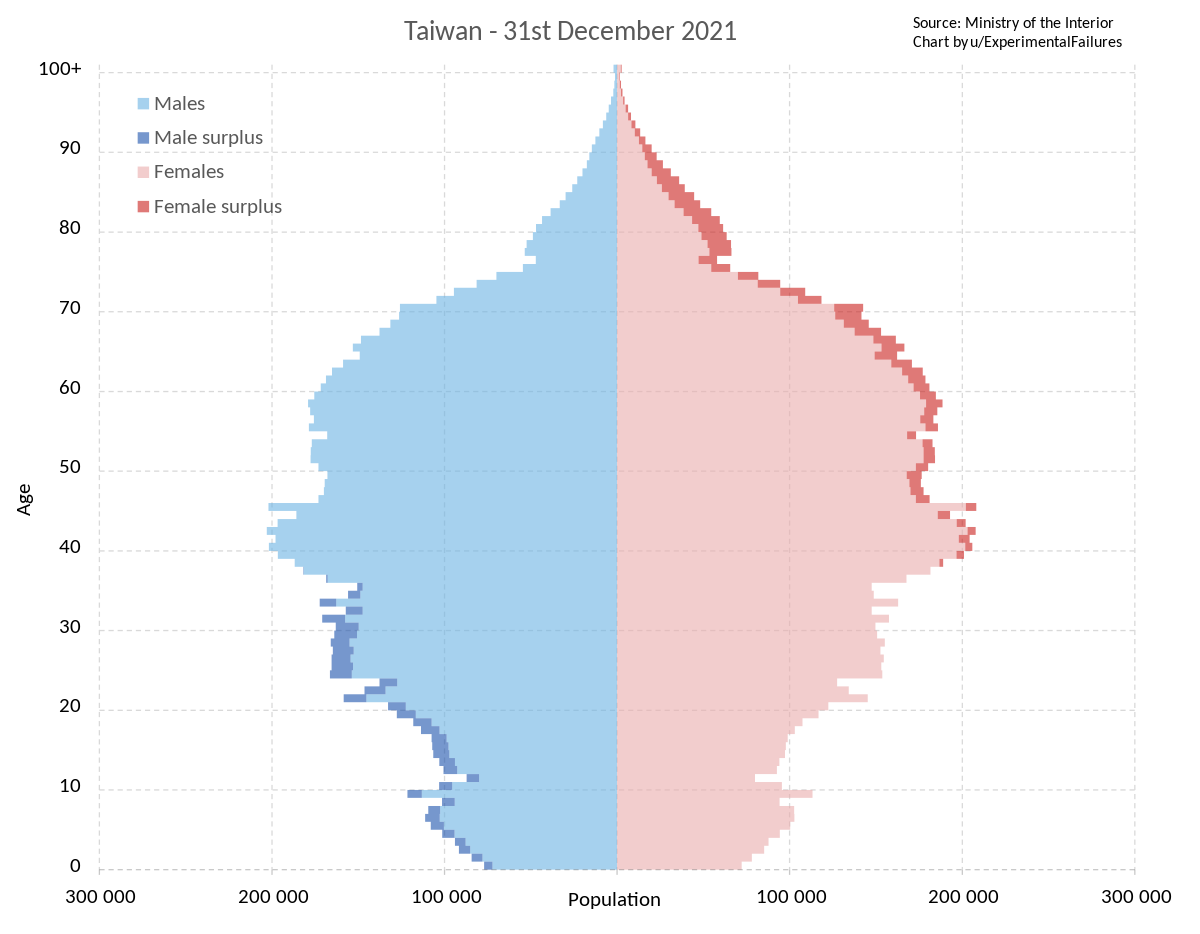 Taiwan - 31st December 2021
Source: Ministry of the Interior
Chart by u/ExperimentalFailures
100+
Males
Male surplus
90
Females
Female surplus
80
70
60
50
Age
40
30
20
10
0
300 000
200 000
100 000
Population
100 000
200 000
300 000